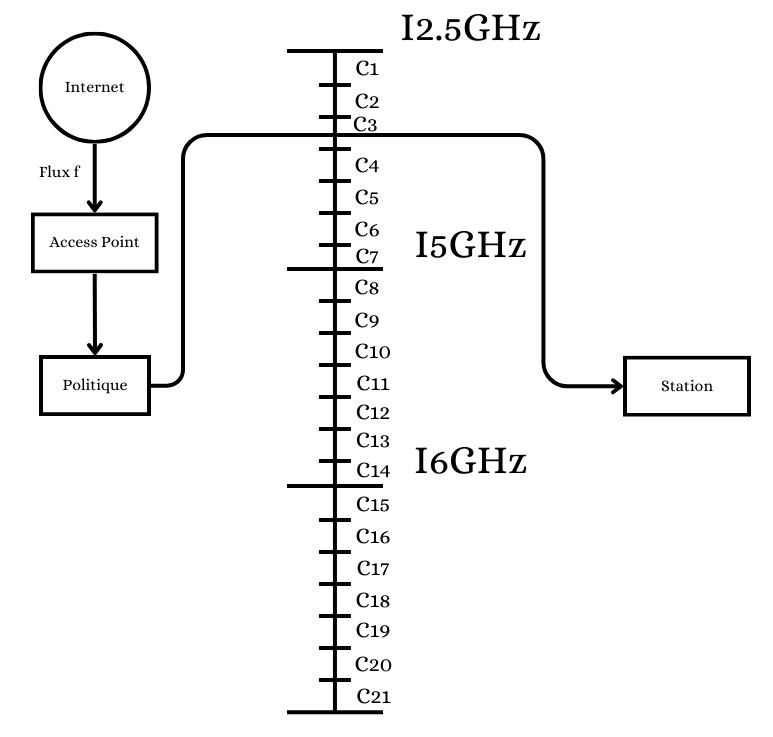 I2.5GHz
C1
Internet
C2
C3
C4
Flux f
C5
C6
Access Point
I5GHz
C7
C8
C9
C10
C11
Politique
Station
C12
C13
I6GHz
C14
C15
C16
C17
C18
C19
C20
C21